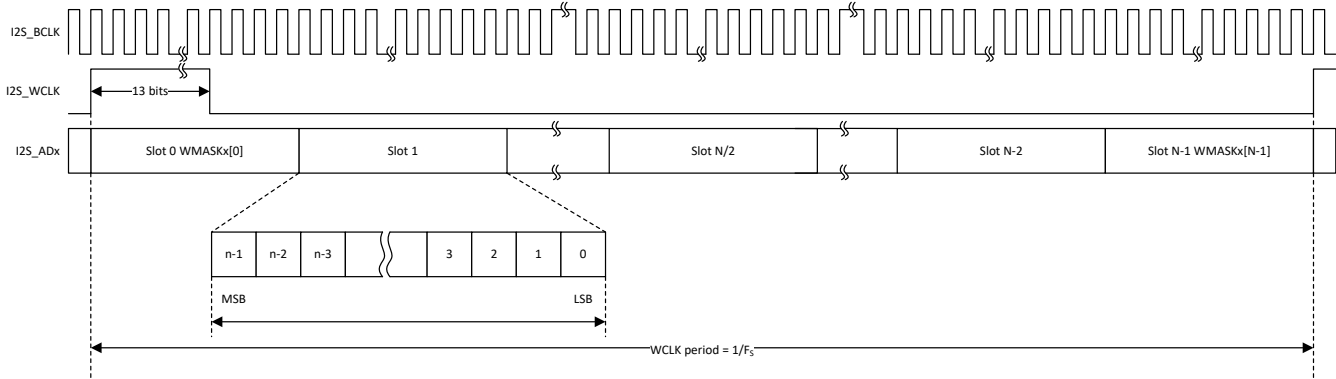 I2S_BCLK
I2S_WCLK
13 bits
I2S_ADx
Slot 0 WMASKx[0]
Slot 1
Slot N/2
Slot N-2
Slot N-1 WMASKx[N-1]
n-1
n-2
n-3
3
2
1
0
MSB
LSB
WCLK period = 1/FS